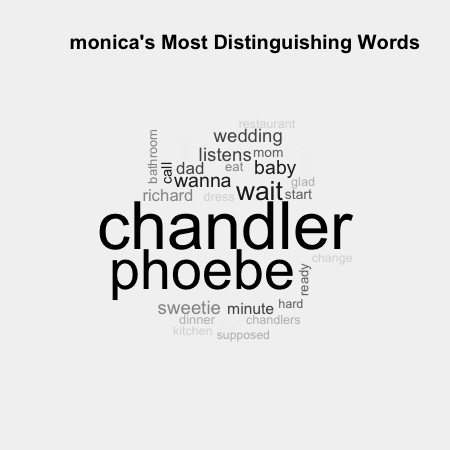 monica's Most Distinguishing Words
restaurant
wedding
bathroom
listens mom
call dad eat baby
wanna glad
richard dress wait start
chandler
phoebe change
ready
sweetie minute hard
dinner chandlers
kitchen supposed